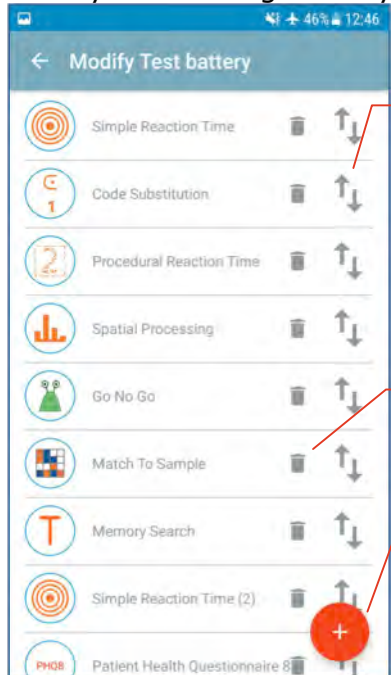 46% 12:46
Modify Test battery
Simple Reaction Time
C
1
Code Substitution
2
Procedural Reaction Time
Spatial Processing
Go No Go
Match To Sample
T
Memory Search
Simple Reaction Time (2)
+
PHQ8
Patient Health Questionnaire 8